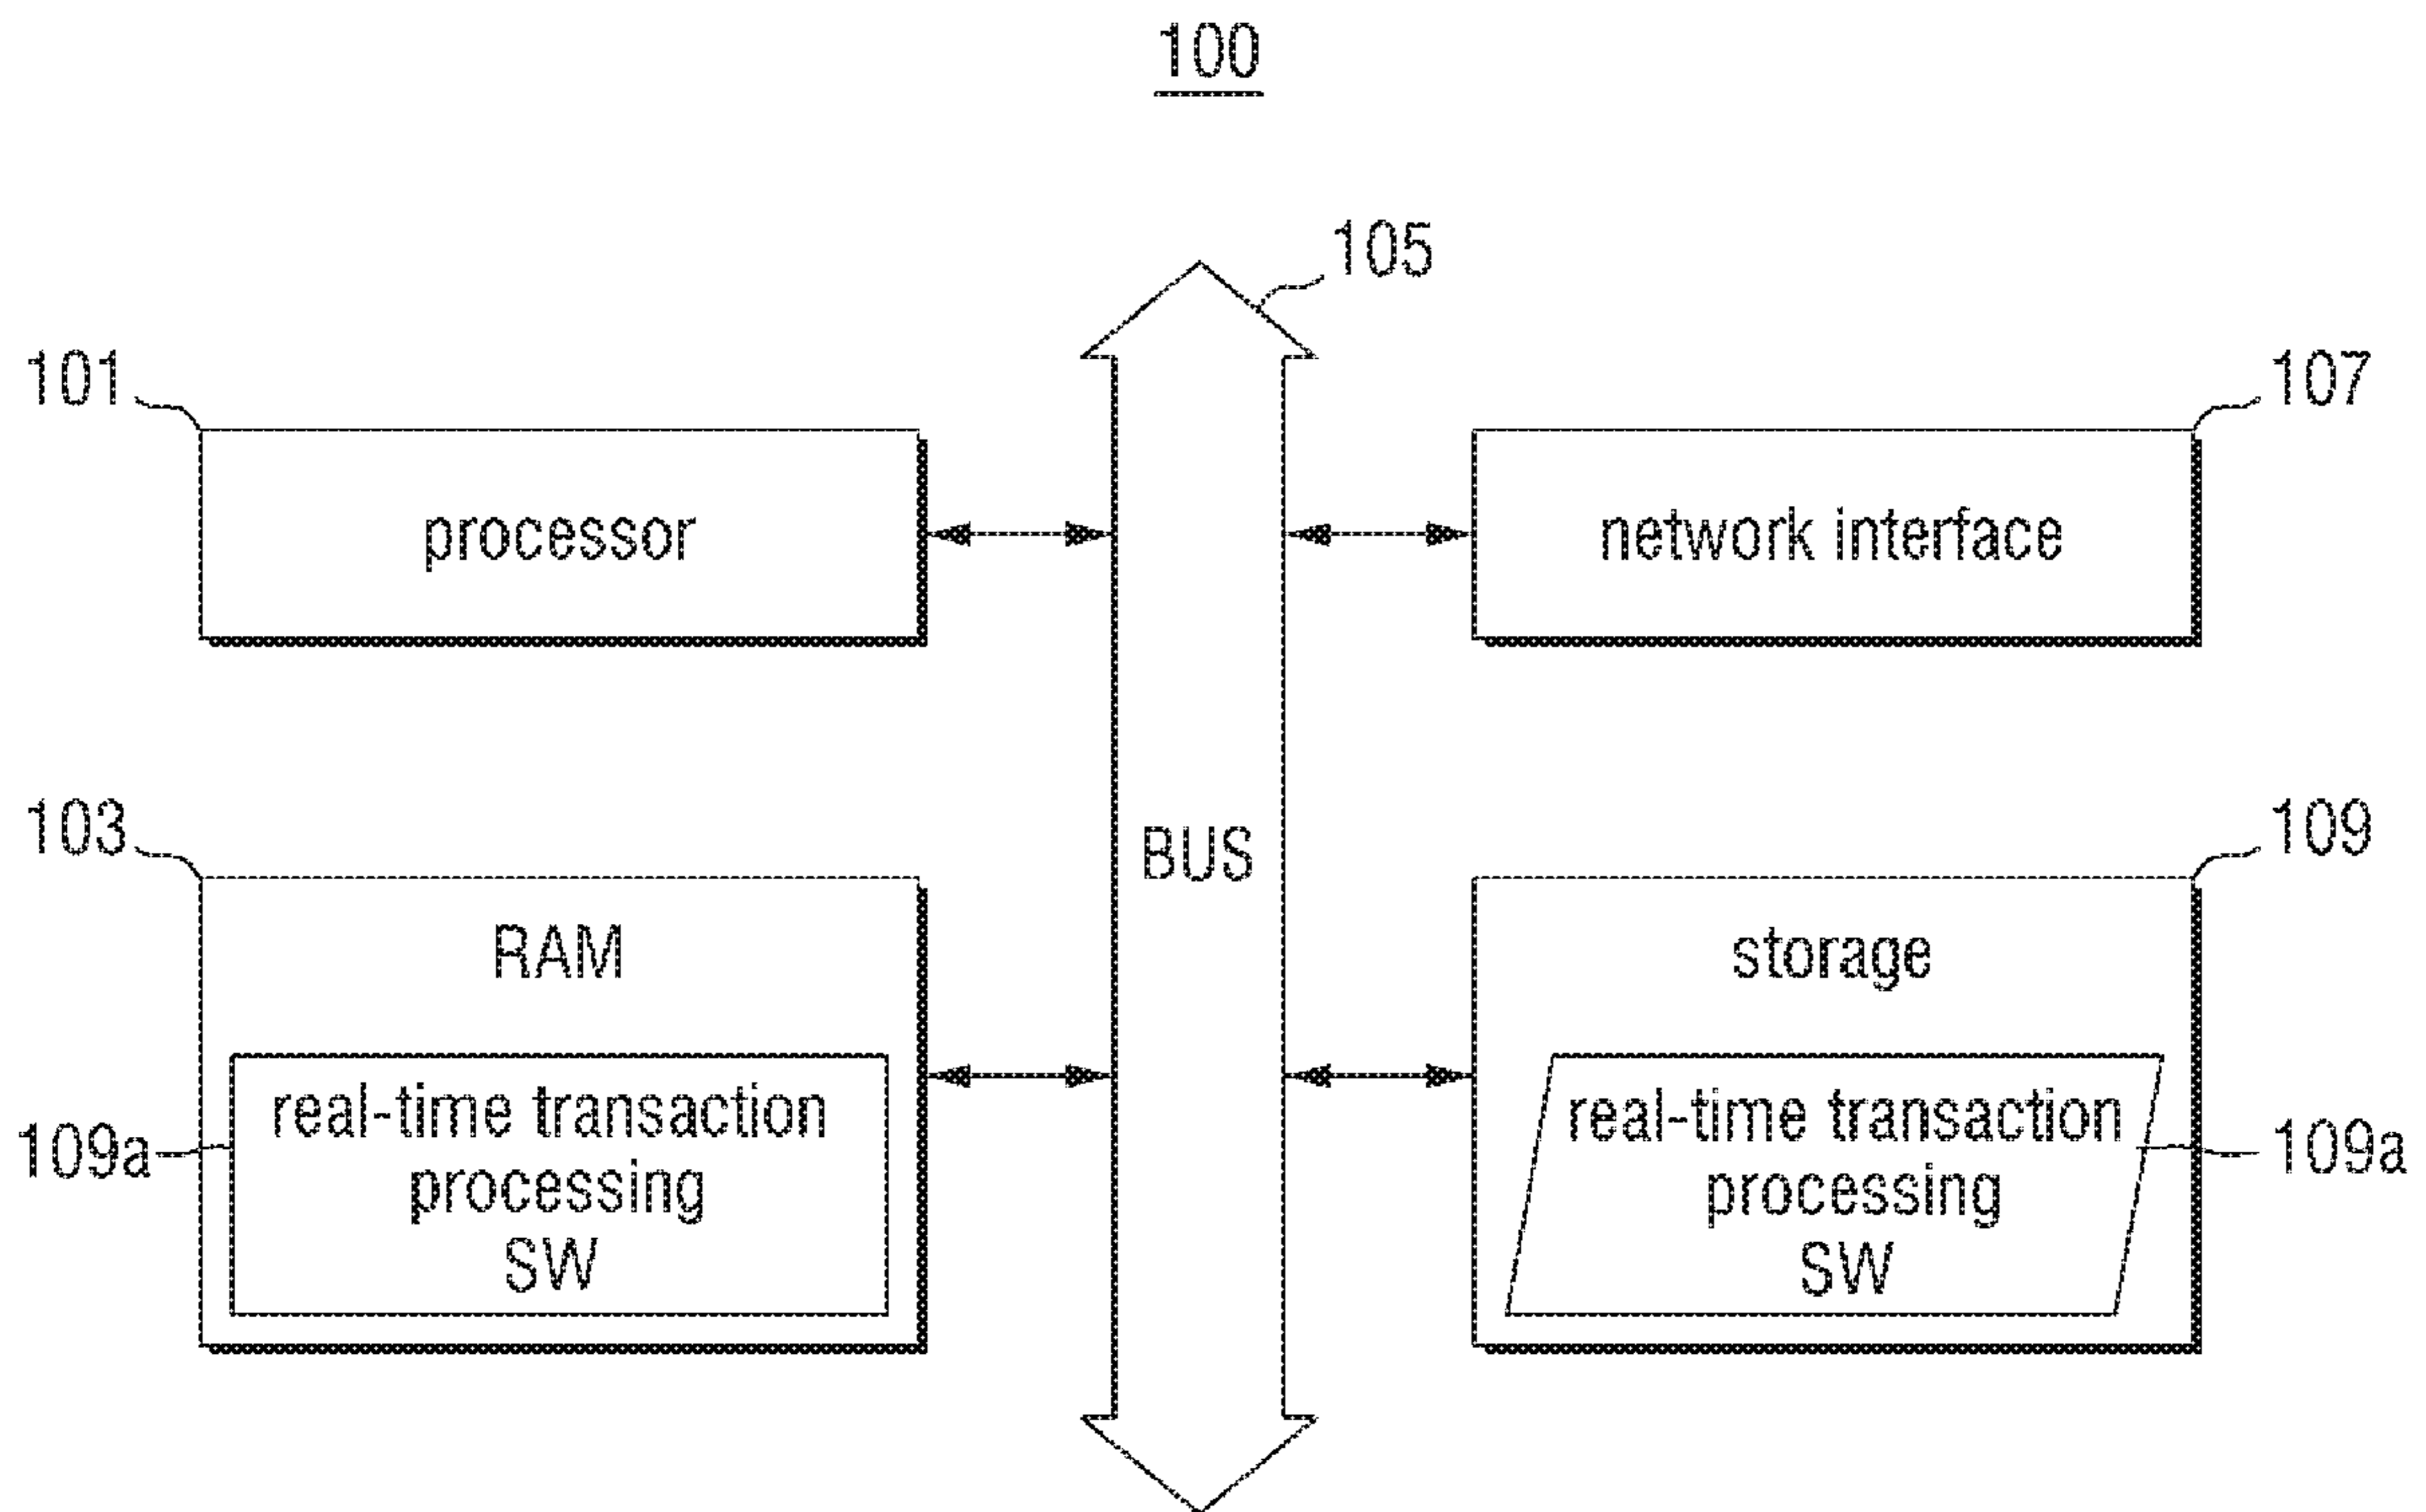 100
105
101
107
processor
network interface
103
109
BUS
RAM
storage
109a
real-time transaction
processing
SW
real-time transaction
processing
SW
109a